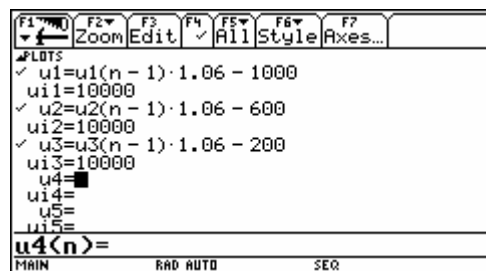 F1 F2 F3 F4 F5 F6 F7
Zoom Edit ✓ All Style Axes…
PLOTS
✓ u1=u1(n - 1)·1.06 - 1000
ui1=10000
✓ u2=u2(n - 1)·1.06 - 600
ui2=10000
✓ u3=u3(n - 1)·1.06 - 200
ui3=10000
u4=
ui4=
u5=
ui5=
u4(n)=
MAIN RAD AUTO SEQ